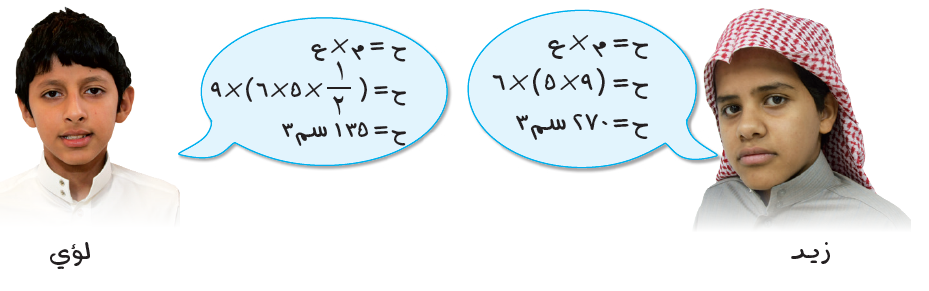 ح = م × ع
ح = (٩ × ٥) × ٦
ح = ٢٧٠ سم٣
زيد
ح = م × ع
ح = (١/٢ × ٥ × ٦) × ٩
ح = ١٣٥ سم٣
لؤي